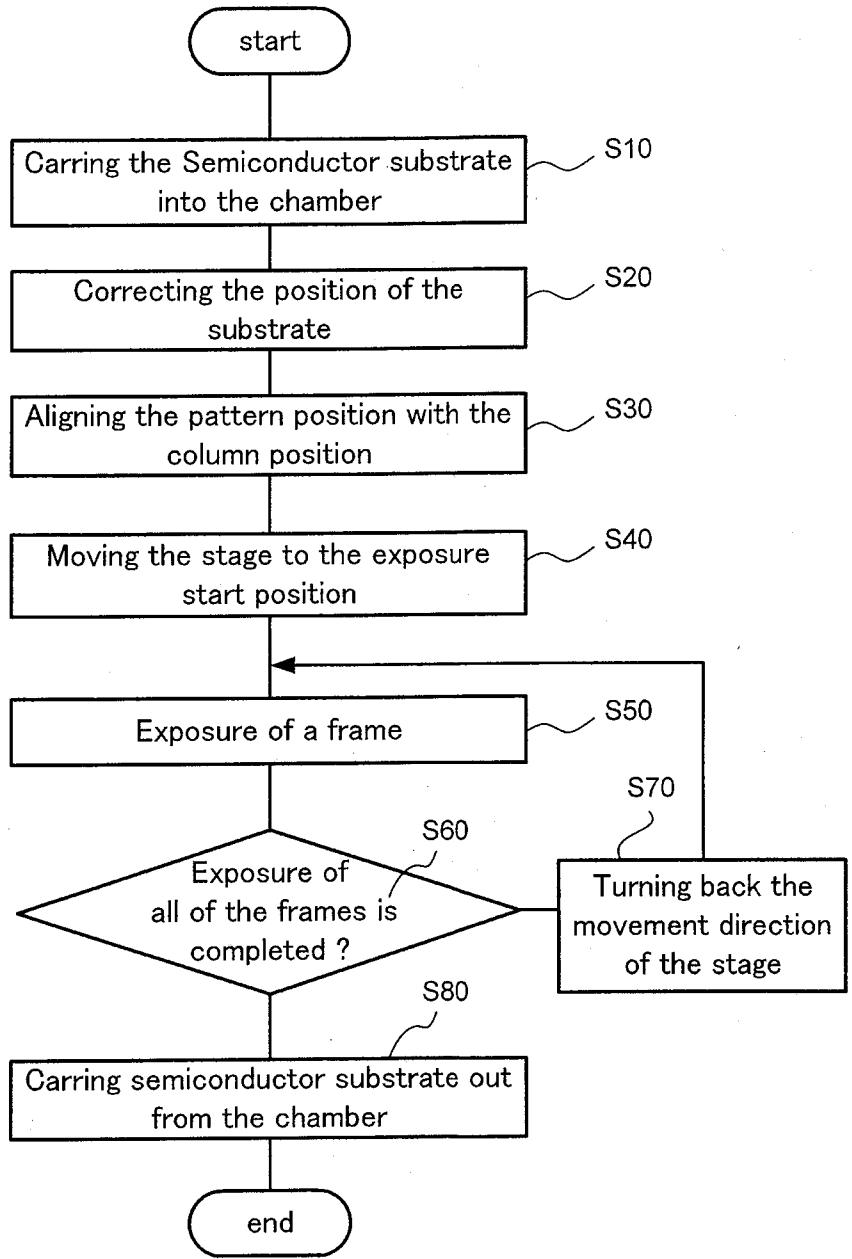 start
Carring the Semiconductor substrate
into the chamber
S10
Correcting the position of the
substrate
S20
Aligning the pattern position with the
column position
S30
Moving the stage to the exposure
start position
S40
Exposure of a frame
S50
S60
Exposure of
all of the frames is
completed ?
S70
Turning back the
movement direction
of the stage
S80
Carring semiconductor substrate out
from the chamber
end